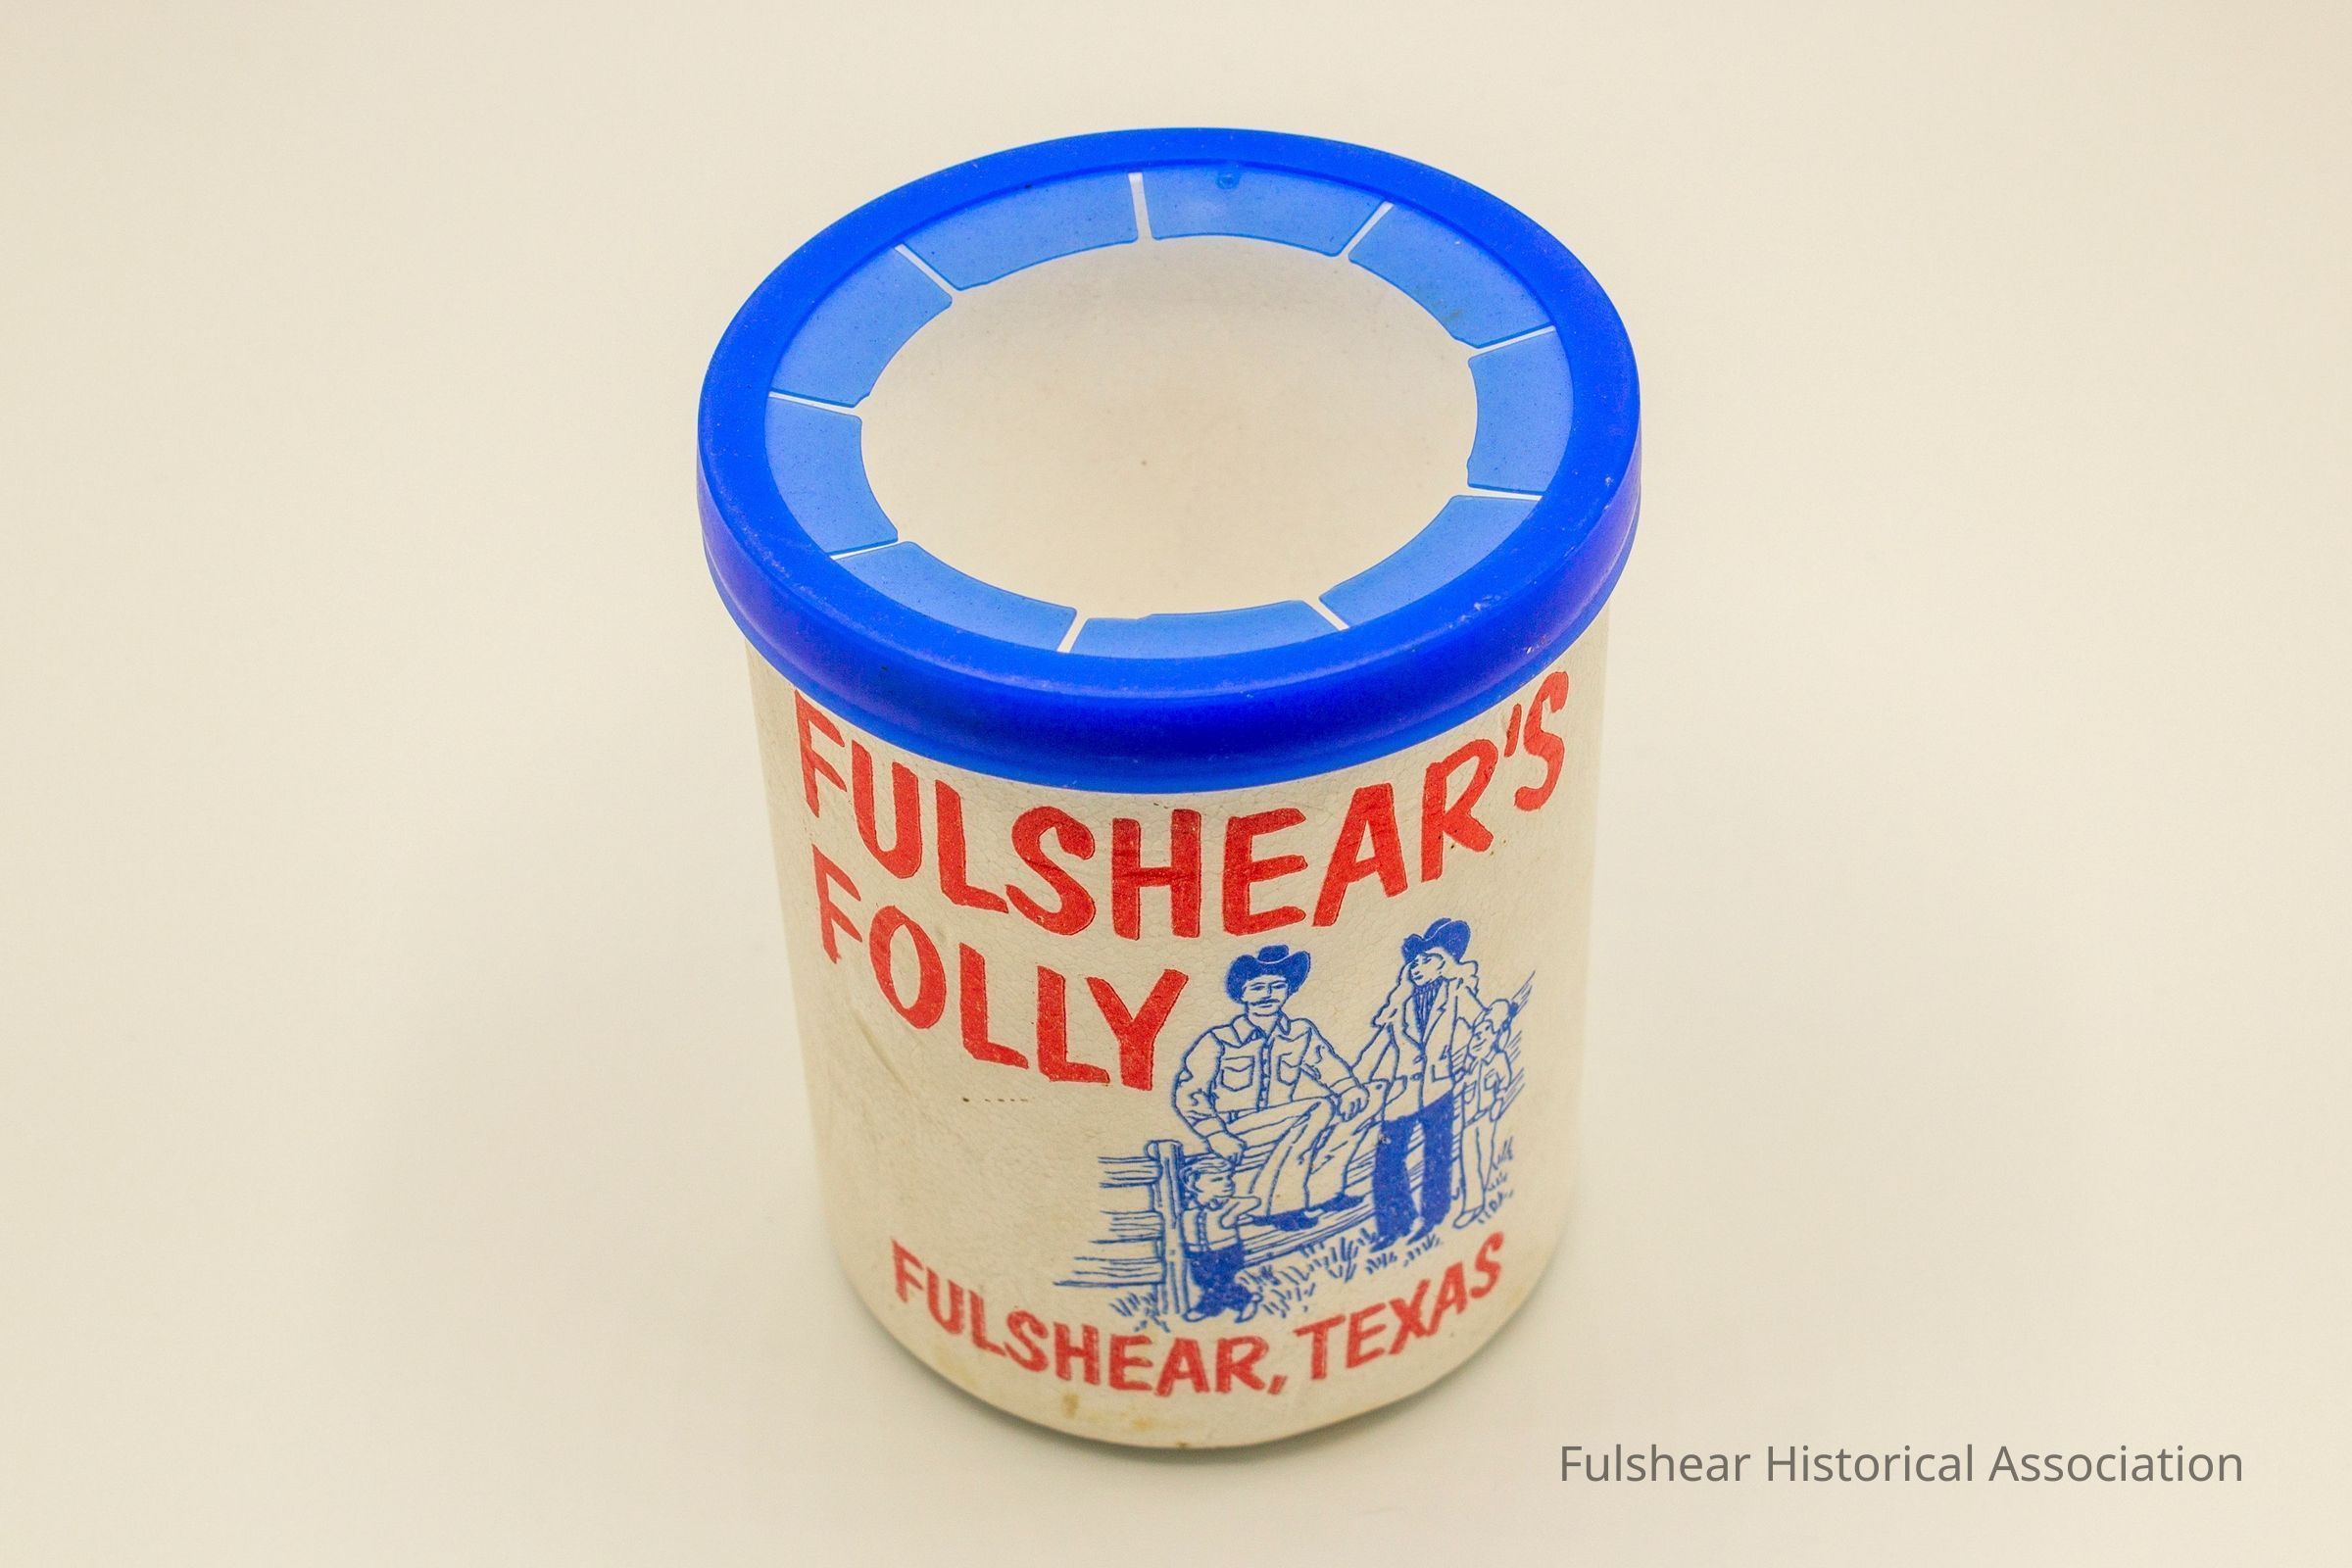 FULSHEAR'S
FOLLY
FULSHEAR, TEXAS
Fulshear Historical Association